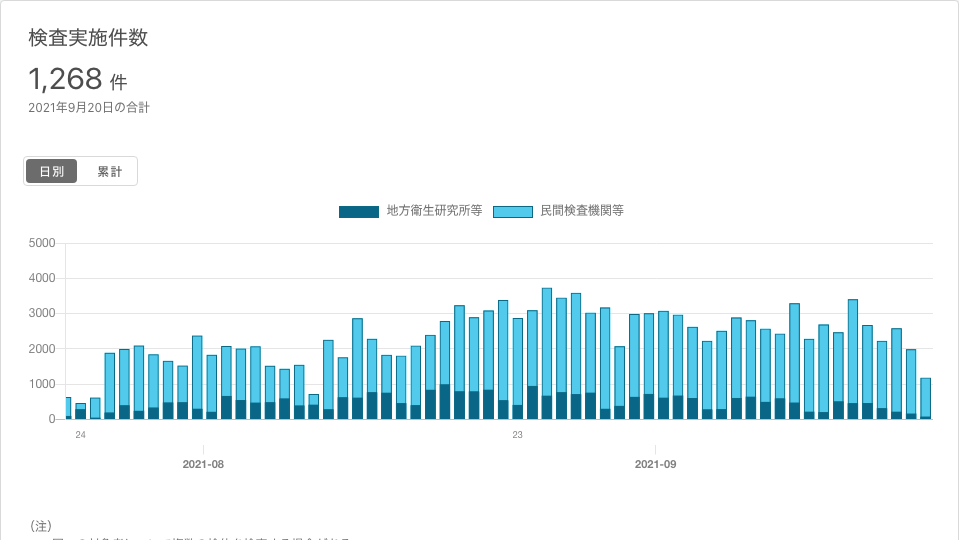 検査実施件数
1,268 件
2021年9月20日の合計
日別 累計
地方衛生研究所等 民間検査機関等
5000
4000
3000
2000
1000
0
24 23
2021-08 2021-09
（注）